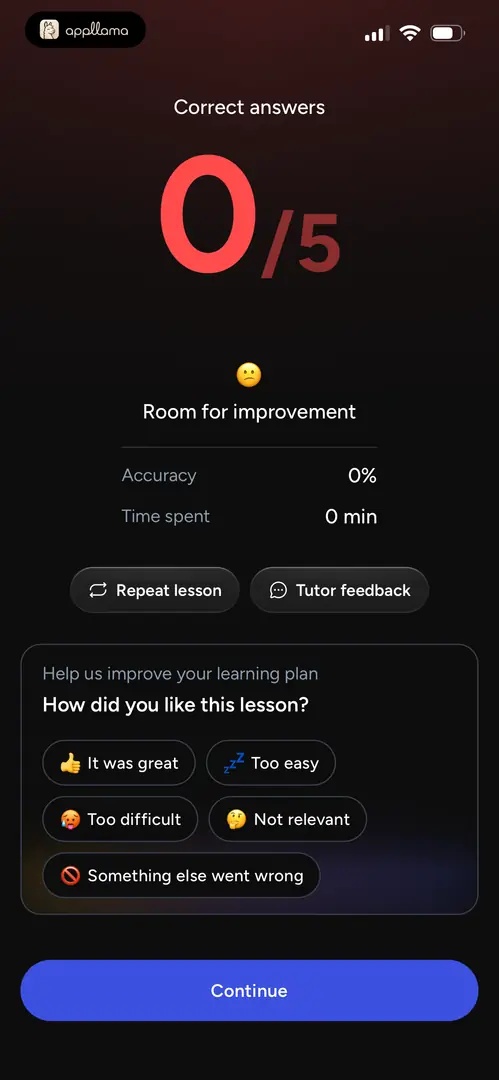 appllama
Correct answers
0/5
Room for improvement
Accuracy 0%
Time spent 0 min
Repeat lesson Tutor feedback
Help us improve your learning plan
How did you like this lesson?
👍 It was great 💤 Too easy
🥵 Too difficult 🤔 Not relevant
🚫 Something else went wrong
Continue